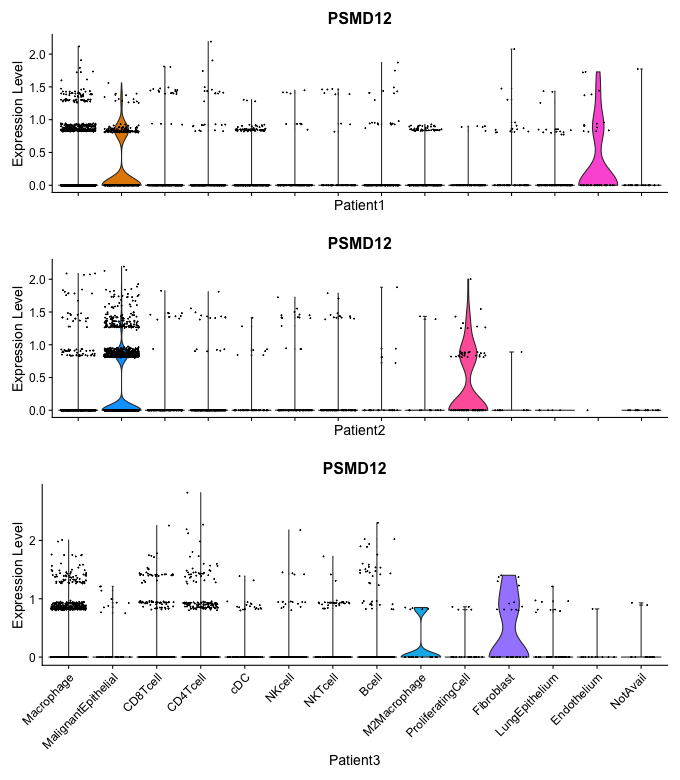 PSMD12
Expression Level
2.0
1.5
1.0
0.5
0.0
Patient1
PSMD12
Expression Level
2.0
1.5
1.0
0.5
0.0
Patient2
PSMD12
Expression Level
2
1
0
Macrophage
MalignantEpithelial
CD8Tcell
CD4Tcell
cDC
NKcell
NKTcell
Bcell
M2Macrophage
ProliferatingCell
Fibroblast
LungEpithelium
Endothelium
NotAvail
Patient3